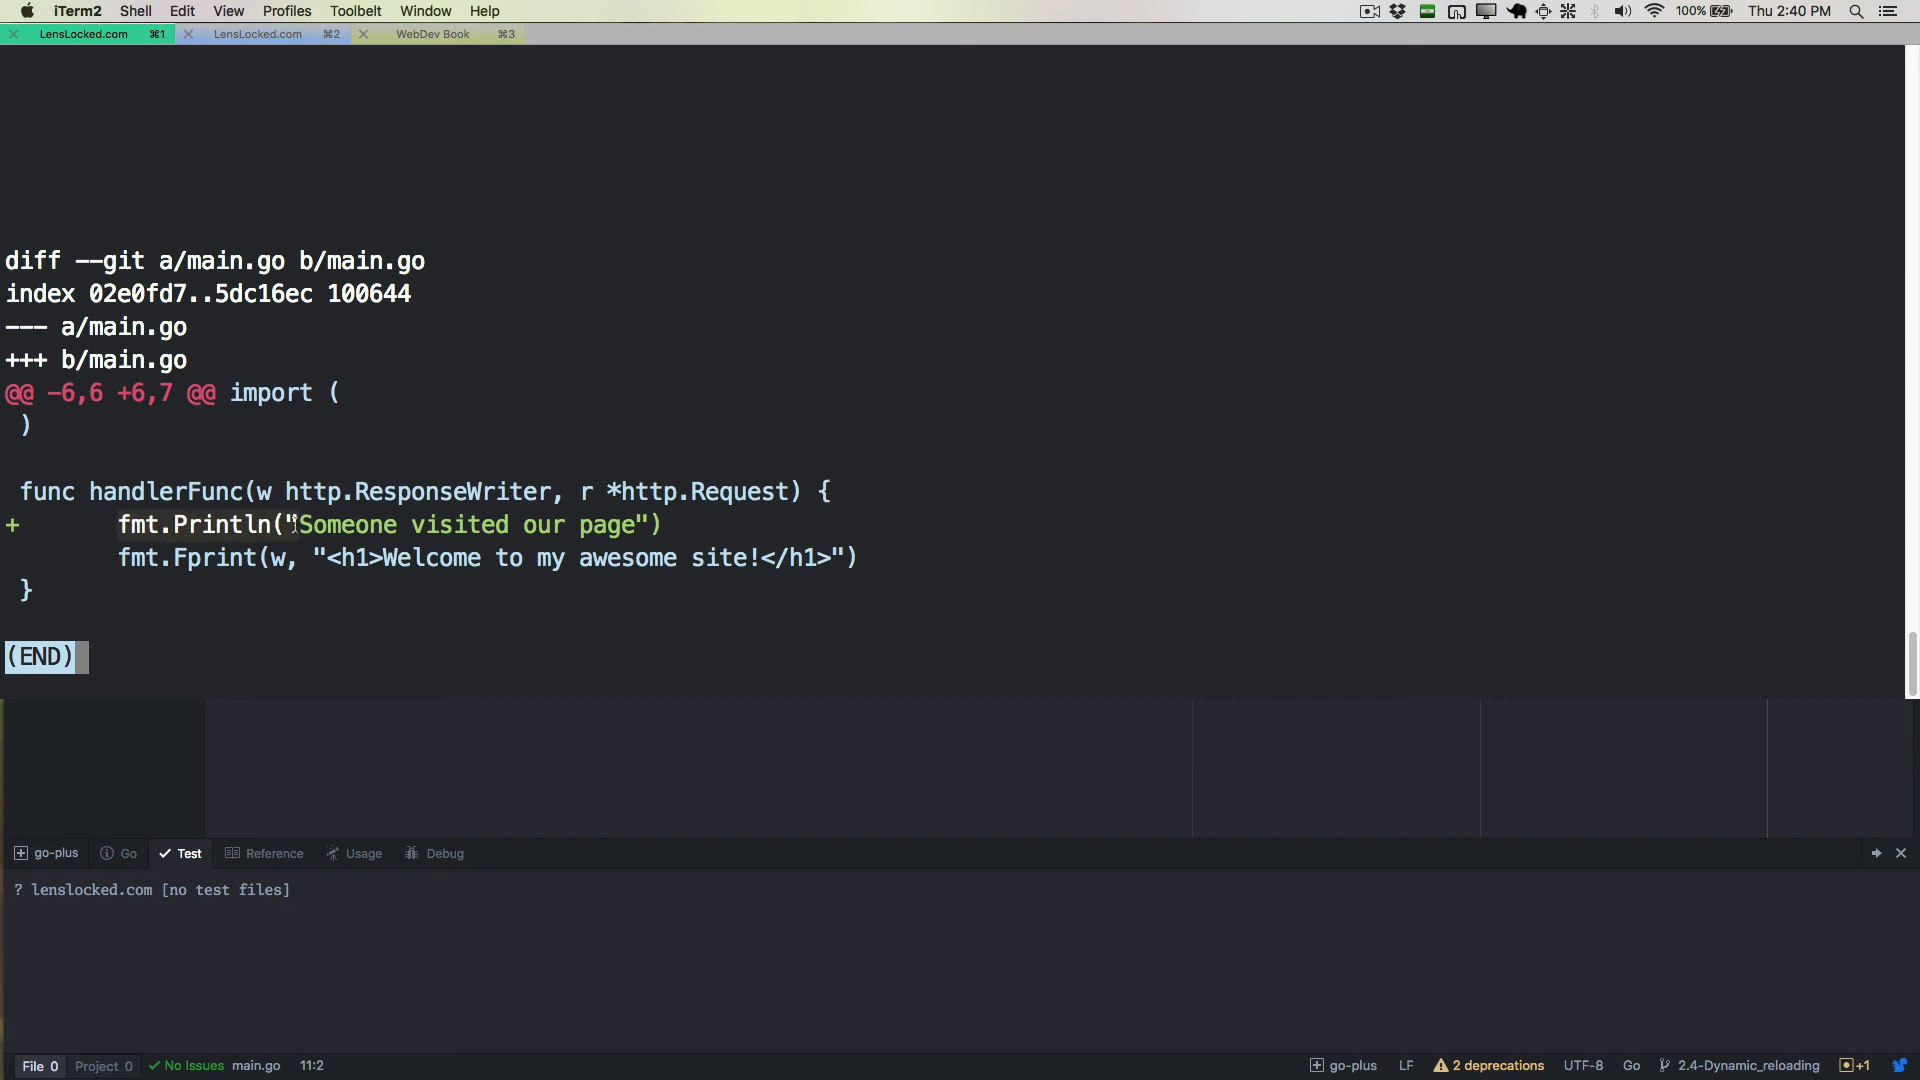 iTerm2 Shell Edit View Profiles Toolbelt Window Help 100% Thu 2:40 PM
LensLocked.com ⌘1 LensLocked.com ⌘2 WebDev Book ⌘3
diff --git a/main.go b/main.go
index 02e0fd7..5dc16ec 100644
--- a/main.go
+++ b/main.go
@@ -6,6 +6,7 @@ import (
 )
 func handlerFunc(w http.ResponseWriter, r *http.Request) {
+ fmt.Println("Someone visited our page")
 fmt.Fprint(w, "<h1>Welcome to my awesome site!</h1>")
 }
(END)
go-plus Go Test Reference Usage Debug
? lenslocked.com [no test files]
File 0 Project 0 No Issues main.go 11:2 go-plus LF 2 deprecations UTF-8 Go 2.4-Dynamic_reloading +1